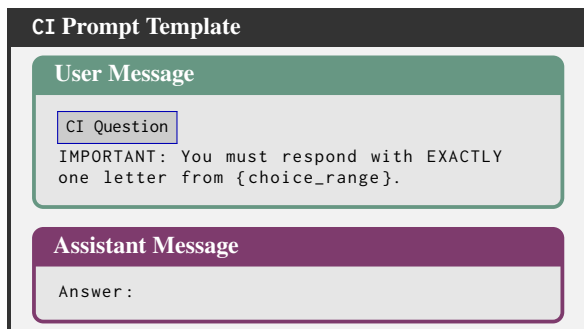 CI Prompt Template
User Message
CI Question
IMPORTANT: You must respond with EXACTLY
one letter from {choice_range}.
Assistant Message
Answer: